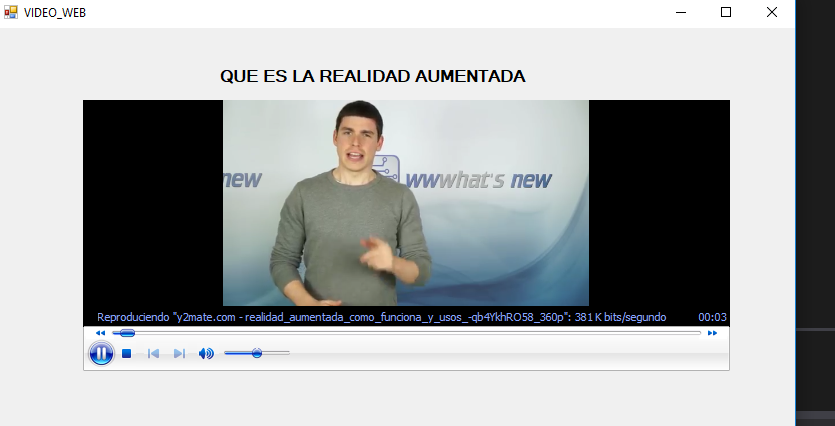 VIDEO_WEB
QUE ES LA REALIDAD AUMENTADA
new
wwwhat's new
Reproduciendo "y2mate.com - realidad_aumentada_como_funciona_y_usos_-qb4YkhRO58_360p": 381 K bits/segundo
00:03